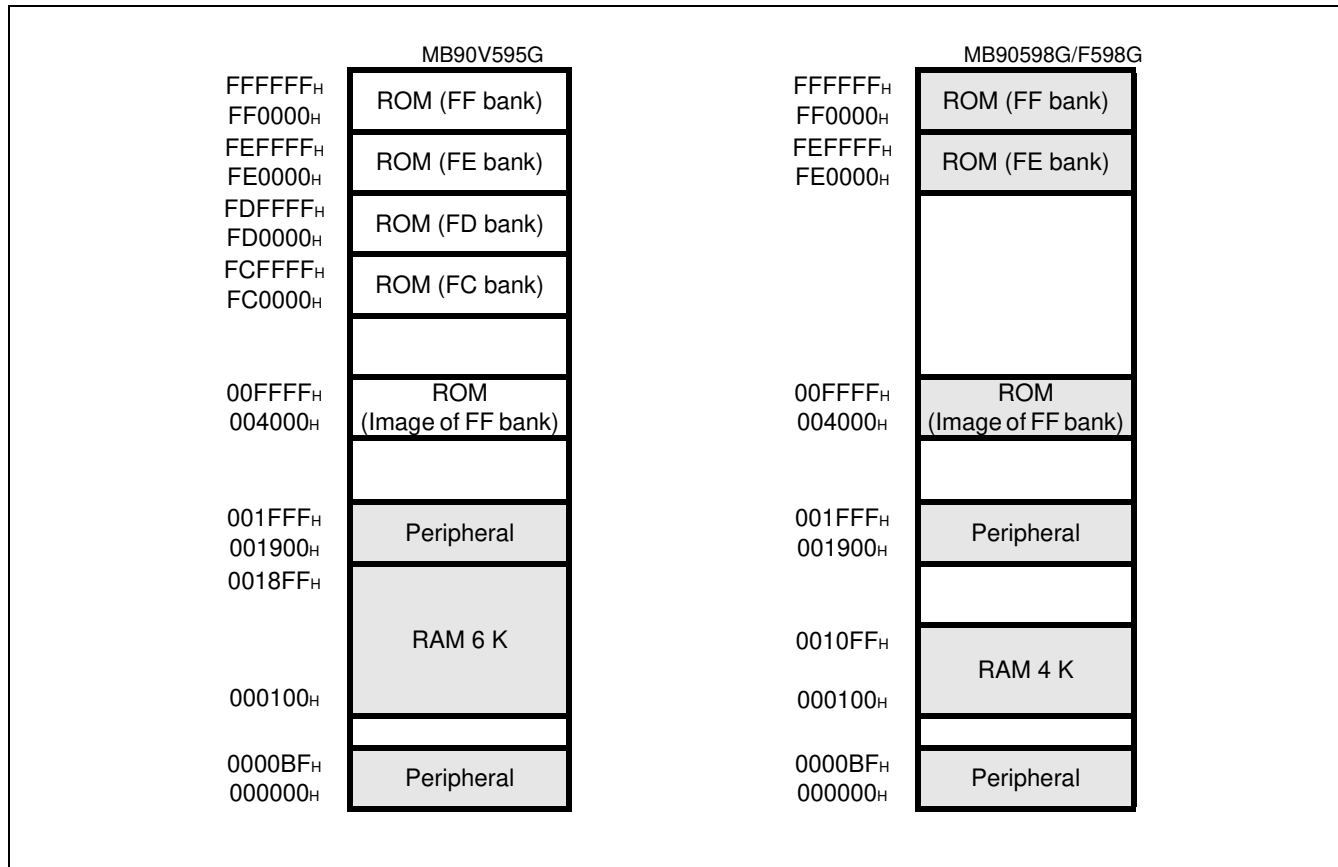 MB90V595G
FFFFFFH
FF0000H
ROM (FF bank)
FEFFFFH
FE0000H
ROM (FE bank)
FDFFFFH
FD0000H
ROM (FD bank)
FCFFFFH
FC0000H
ROM (FC bank)
00FFFFH
004000H
ROM
(Image of FF bank)
001FFFH
001900H
Peripheral
0018FFH
RAM 6 K
000100H
0000BFH
000000H
Peripheral
MB90598G/F598G
FFFFFFH
FF0000H
ROM (FF bank)
FEFFFFH
FE0000H
ROM (FE bank)
00FFFFH
004000H
ROM
(Image of FF bank)
001FFFH
001900H
Peripheral
0010FFH
RAM 4 K
000100H
0000BFH
000000H
Peripheral